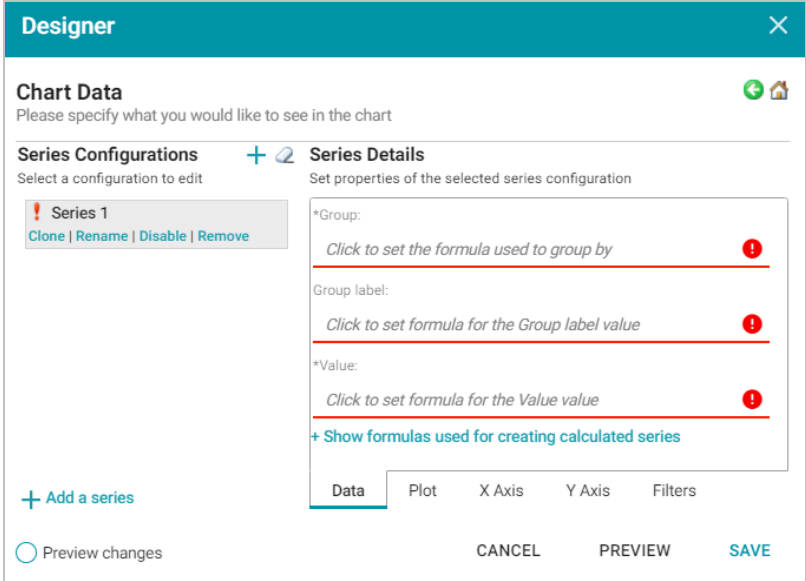 Designer
Chart Data
Please specify what you would like to see in the chart
Series Configurations
Select a configuration to edit
Series 1
Clone | Rename | Disable | Remove
+ Add a series
Series Details
Set properties of the selected series configuration
*Group:
Click to set the formula used to group by
Group label:
Click to set formula for the Group label value
*Value:
Click to set formula for the Value value
+ Show formulas used for creating calculated series
Data Plot X Axis Y Axis Filters
Preview changes
CANCEL PREVIEW SAVE